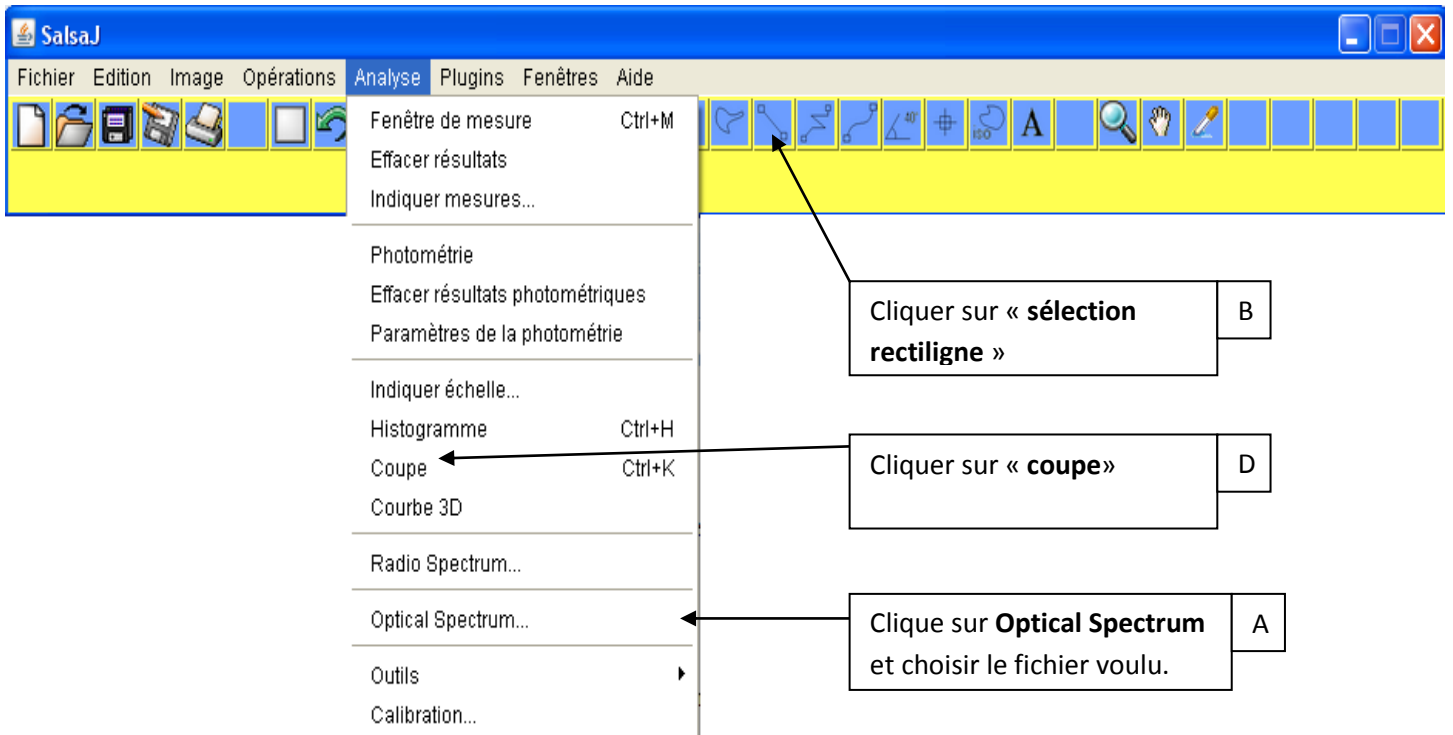 SalsaJ
Fichier Edition Image Opérations Analyse Plugins Fenêtres Aide
Fenêtre de mesure Ctrl+M
Effacer résultats
Indiquer mesures...
Photométrie
Effacer résultats photométriques
Paramètres de la photométrie
Indiquer échelle...
Histogramme Ctrl+H
Coupe Ctrl+K
Courbe 3D
Radio Spectrum...
Optical Spectrum...
Outils
Calibration...
40°
ISO
A
Cliquer sur « sélection
rectiligne »
B
Cliquer sur « coupe»
D
Clique sur Optical Spectrum
et choisir le fichier voulu.
A